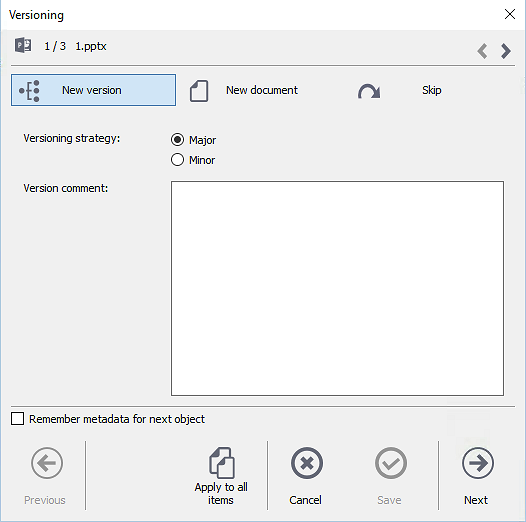 Versioning
1 / 3 1.pptx
New version
New document
Skip
Versioning strategy:
Major
Minor
Version comment:
Remember metadata for next object
Previous
Apply to all
items
Cancel
Save
Next